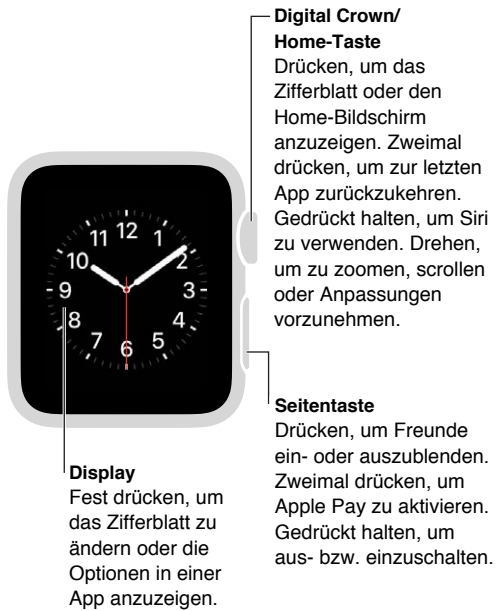 Digital Crown/
Home-Taste
Drücken, um das
Zifferblatt oder den
Home-Bildschirm
anzuzeigen. Zweimal
drücken, um zur letzten
App zurückzukehren.
Gedrückt halten, um Siri
zu verwenden. Drehen,
um zu zoomen, scrollen
oder Anpassungen
vorzunehmen.
12
11 1
10 2
9 3
8 4
7 5
6
Seitentaste
Drücken, um Freunde
ein- oder auszublenden.
Zweimal drücken, um
Apple Pay zu aktivieren.
Gedrückt halten, um
aus- bzw. einzuschalten.
Display
Fest drücken, um
das Zifferblatt zu
ändern oder die
Optionen in einer
App anzuzeigen.